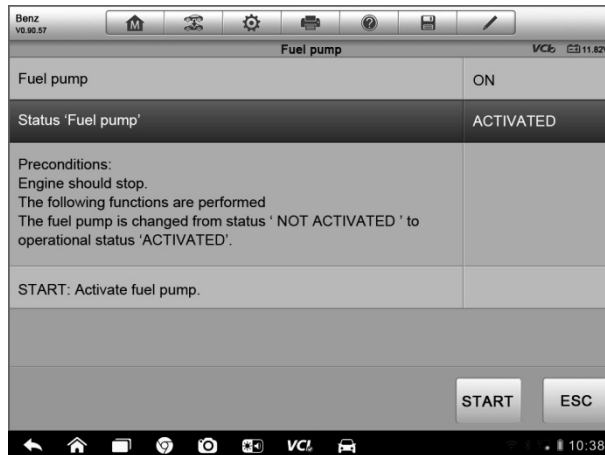 Benz
V0.90.57
M
?
Fuel pump
VCI
11.82V
Fuel pump ON
Status ‘Fuel pump’ ACTIVATED
Preconditions:
Engine should stop.
The following functions are performed
The fuel pump is changed from status ‘ NOT ACTIVATED ’ to
operational status ‘ACTIVATED’.
START: Activate fuel pump.
START ESC
VCI 10:38